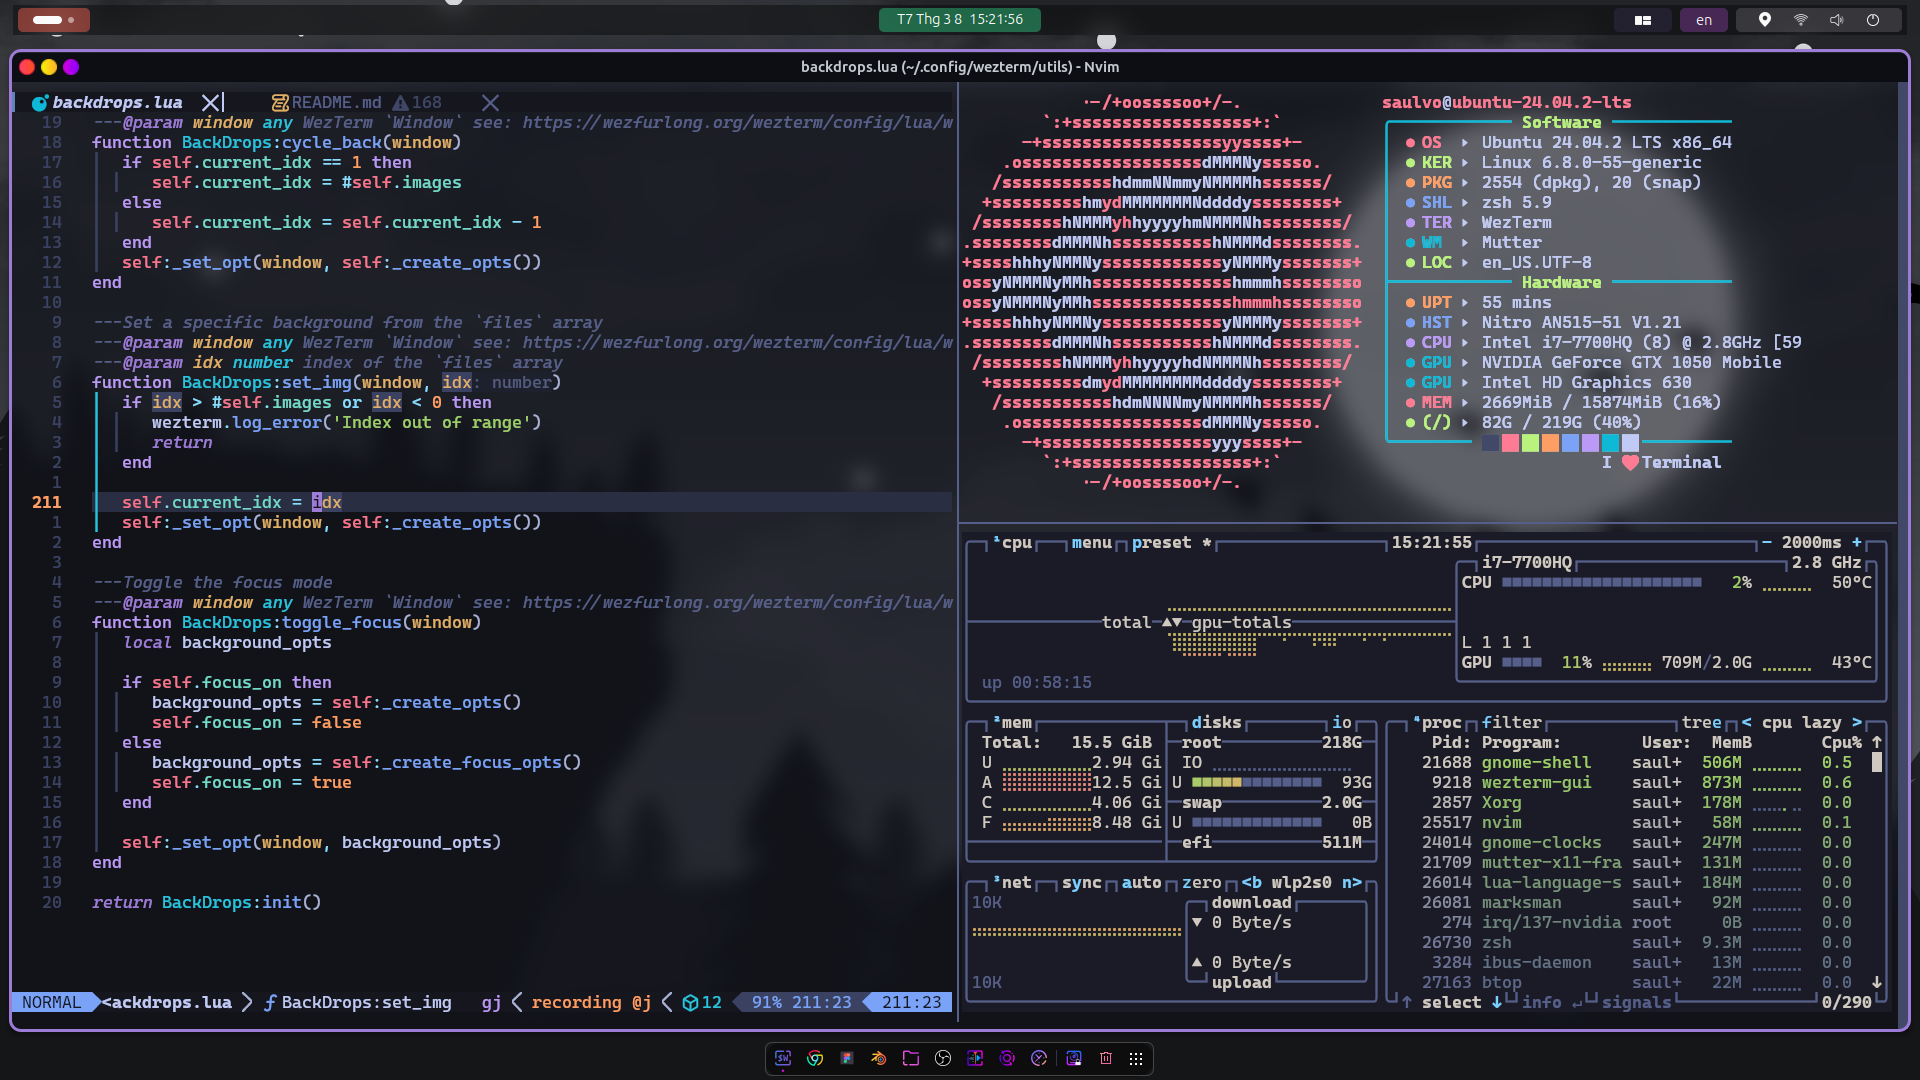 T7 Thg 3 8 15:21:56
en
backdrops.lua (~/.config/wezterm/utils) - Nvim
backdrops.lua
README.md 168
19 ---@param window any WezTerm `Window` see: https://wezfurlong.org/wezterm/config/lua/w
18 function BackDrops:cycle_back(window)
17 if self.current_idx == 1 then
16 self.current_idx = #self.images
15 else
14 self.current_idx = self.current_idx - 1
13 end
12 self:_set_opt(window, self:_create_opts())
11 end
10
9 ---Set a specific background from the `files` array
8 ---@param window any WezTerm `Window` see: https://wezfurlong.org/wezterm/config/lua/w
7 ---@param idx number index of the `files` array
6 function BackDrops:set_img(window, idx: number)
5 if idx > #self.images or idx < 0 then
4 wezterm.log_error('Index out of range')
3 return
2 end
1
211 self.current_idx = idx
1 self:_set_opt(window, self:_create_opts())
2 end
3
4 ---Toggle the focus mode
5 ---@param window any WezTerm `Window` see: https://wezfurlong.org/wezterm/config/lua/w
6 function BackDrops:toggle_focus(window)
7 local background_opts
8
9 if self.focus_on then
10 background_opts = self:_create_opts()
11 self.focus_on = false
12 else
13 background_opts = self:_create_focus_opts()
14 self.focus_on = true
15 end
16
17 self:_set_opt(window, background_opts)
18 end
19
20 return BackDrops:init()
NORMAL <ackdrops.lua BackDrops:set_img gj recording @j 12 91% 211:23 211:23
·-/+oossssoo+/-.
`:+ssssssssssssssssss+:`
-+ssssssssssssssssssyyssss+-
.ossssssssssssssssssdMMMNysssso.
/ssssssssssshdmmNNmmyNMMMMhssssss/
+ssssssssshmydMMMMMMMNddddyssssssss+
/sssssssshNMMMyhhyyyyhmNMMMNhssssssss/
.ssssssssdMMMNhsssssssssshNMMMdssssssss.
+sssshhhyNMMNyssssssssssssyNMMMysssssss+
ossyNMMMNyMMhsssssssssssssshmmmhssssssso
ossyNMMMNyMMhsssssssssssssshmmmhssssssso
+sssshhhyNMMNyssssssssssssyNMMMysssssss+
.ssssssssdMMMNhsssssssssshNMMMdssssssss.
/sssssssshNMMMyhhyyyyhdNMMMNhssssssss/
+sssssssssdmydMMMMMMMMddddyssssssss+
/ssssssssssshdmNNNNmyNMMMMhssssss/
.ossssssssssssssssssdMMMNysssso.
-+sssssssssssssssssyyyssss+-
`:+ssssssssssssssssss+:`
·-/+oossssoo+/-.
saulvo@ubuntu-24.04.2-lts
Software
OS Ubuntu 24.04.2 LTS x86_64
KER Linux 6.8.0-55-generic
PKG 2554 (dpkg), 20 (snap)
SHL zsh 5.9
TER WezTerm
WM Mutter
LOC en_US.UTF-8
Hardware
UPT 55 mins
HST Nitro AN515-51 V1.21
CPU Intel i7-7700HQ (8) @ 2.8GHz [59
GPU NVIDIA GeForce GTX 1050 Mobile
GPU Intel HD Graphics 630
MEM 2669MiB / 15874MiB (16%)
(/) 82G / 219G (40%)
I Terminal
¹cpu menu preset * 15:21:55 - 2000ms +
i7-7700HQ 2.8 GHz
CPU 2% 50°C
total ▲▼ gpu-totals
L 1 1 1
GPU 11% 709M/2.0G 43°C
up 00:58:15
²mem disks io
Total: 15.5 GiB
U 2.94 Gi
A 12.5 Gi
C 4.06 Gi
F 8.48 Gi
root 218G
IO
U 93G
swap 2.0G
U 0B
efi 511M
³net sync auto zero <b wlp2s0 n>
10K
download
▼ 0 Byte/s
▲ 0 Byte/s
upload
10K
⁴proc filter tree < cpu lazy >
Pid: Program: User: MemB Cpu% ↑
21688 gnome-shell saul+ 506M 0.5
9218 wezterm-gui saul+ 873M 0.6
2857 Xorg saul+ 178M 0.0
25517 nvim saul+ 58M 0.1
24014 gnome-clocks saul+ 247M 0.0
21709 mutter-x11-fra saul+ 131M 0.0
26014 lua-language-s saul+ 184M 0.0
26081 marksman saul+ 92M 0.0
274 irq/137-nvidia root 0B 0.0
26730 zsh saul+ 9.3M 0.0
3284 ibus-daemon saul+ 13M 0.0
27163 btop saul+ 22M 0.0 ↓
↑ select ↓ info ↵ signals 0/290